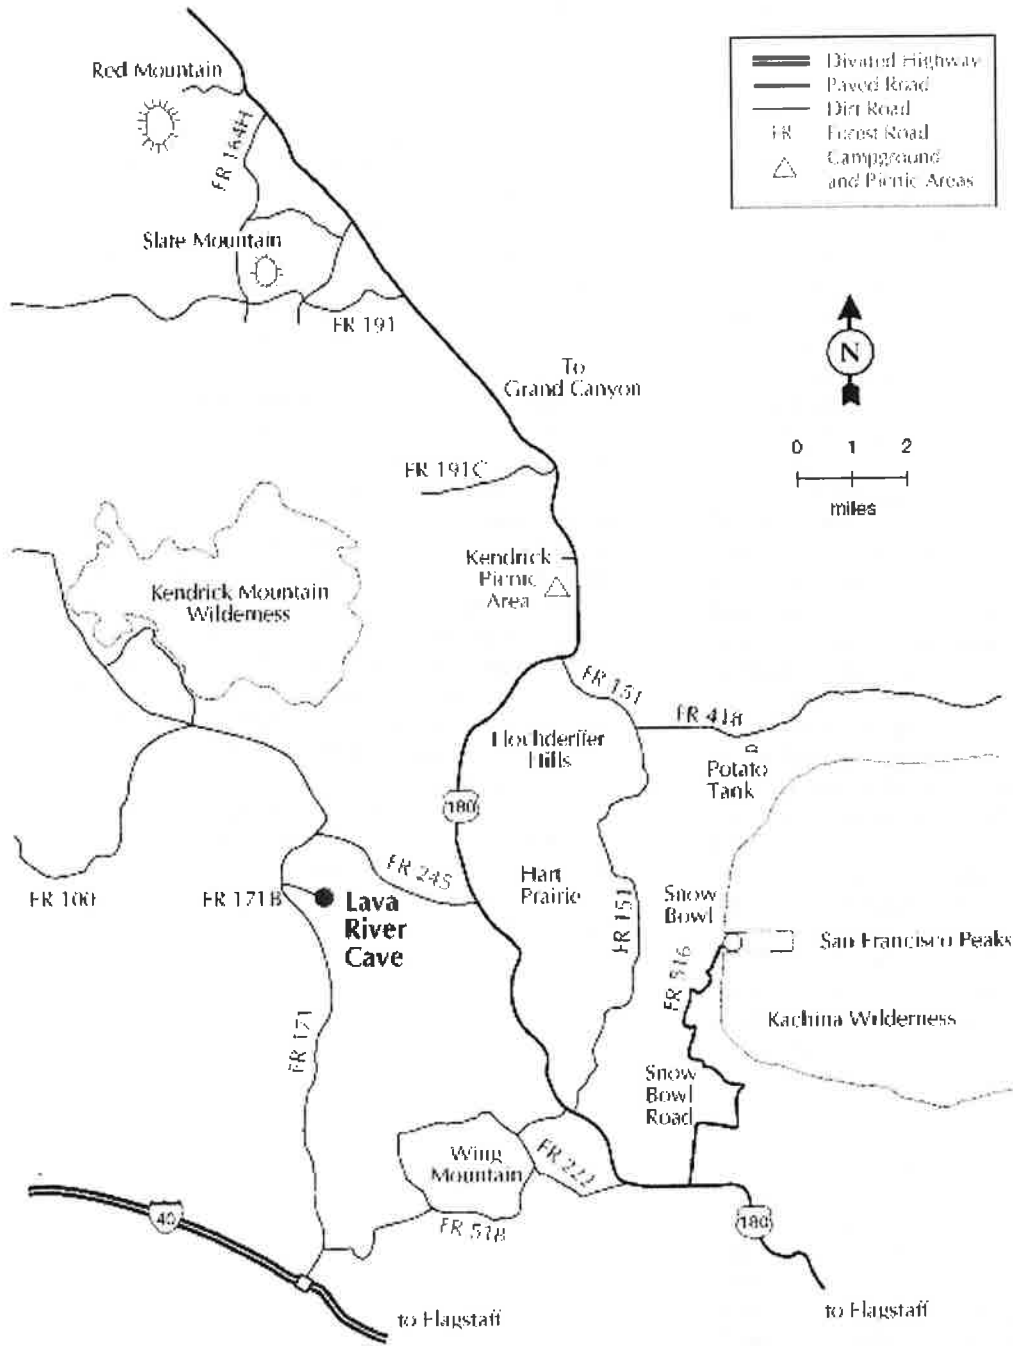 Red Mountain
Divided Highway
Paved Road
Dirt Road
FR Forest Road
Campground
and Picnic Areas
FR 164H
Slate Mountain
FR 191
N
To
Grand Canyon
0 1 2
miles
FR 191C
Kendrick
Picnic
Area
Kendrick Mountain
Wilderness
FR 151
FR 418
Hochderffer
Hills
Potato
Tank
180
FR 245
Hart
Prairie
Snow
Bowl
FR 171B
Lava
River
Cave
FR 151
San Francisco Peaks
FR 516
Kachina Wilderness
FR 171
Snow
Bowl
Road
Wing
Mountain
FR 222
40
FR 518
180
to Flagstaff
to Flagstaff